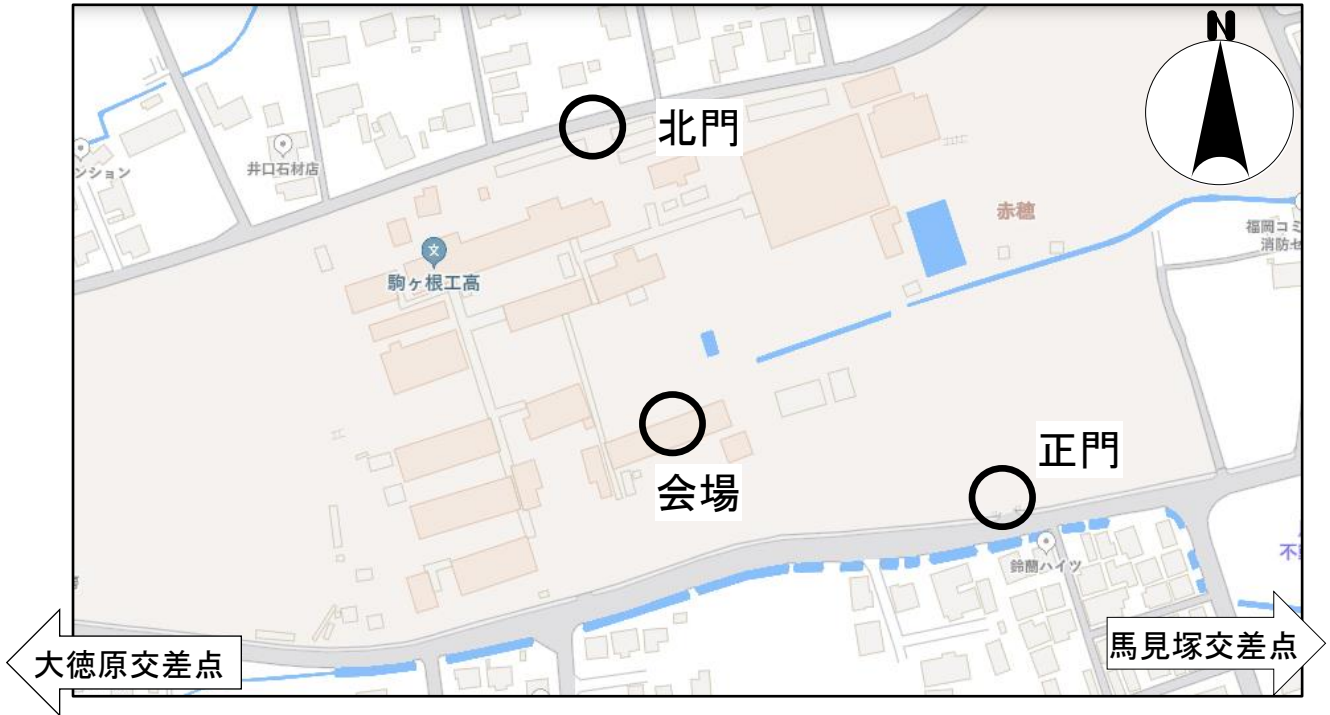 N
北門
井口石材店
ンション
赤穂
福岡コミ
消防セ
駒ヶ根工高
正門
会場
鈴蘭ハイツ
大徳原交差点
馬見塚交差点